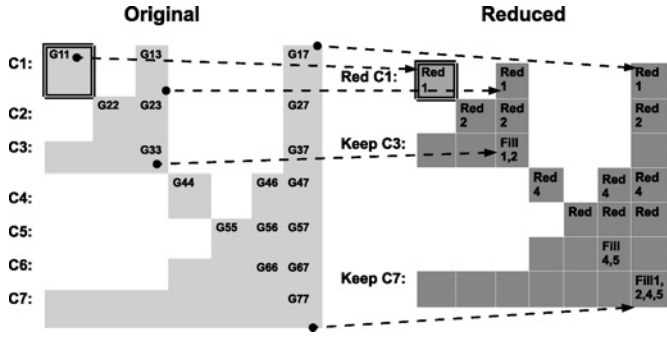 Original
Reduced
C1:
G11
G13
G17
Red C1:
Red
1
Red
1
Red
1
C2:
G22
G23
G27
Red
2
Red
2
Red
2
C3:
G33
G37
Keep C3:
Fill
1,2
C4:
G44
G46
G47
Red
4
Red
4
Red
4
C5:
G55
G56
G57
Red
Red
Red
C6:
G66
G67
Fill
4,5
C7:
G77
Keep C7:
Fill1,
2,4,5